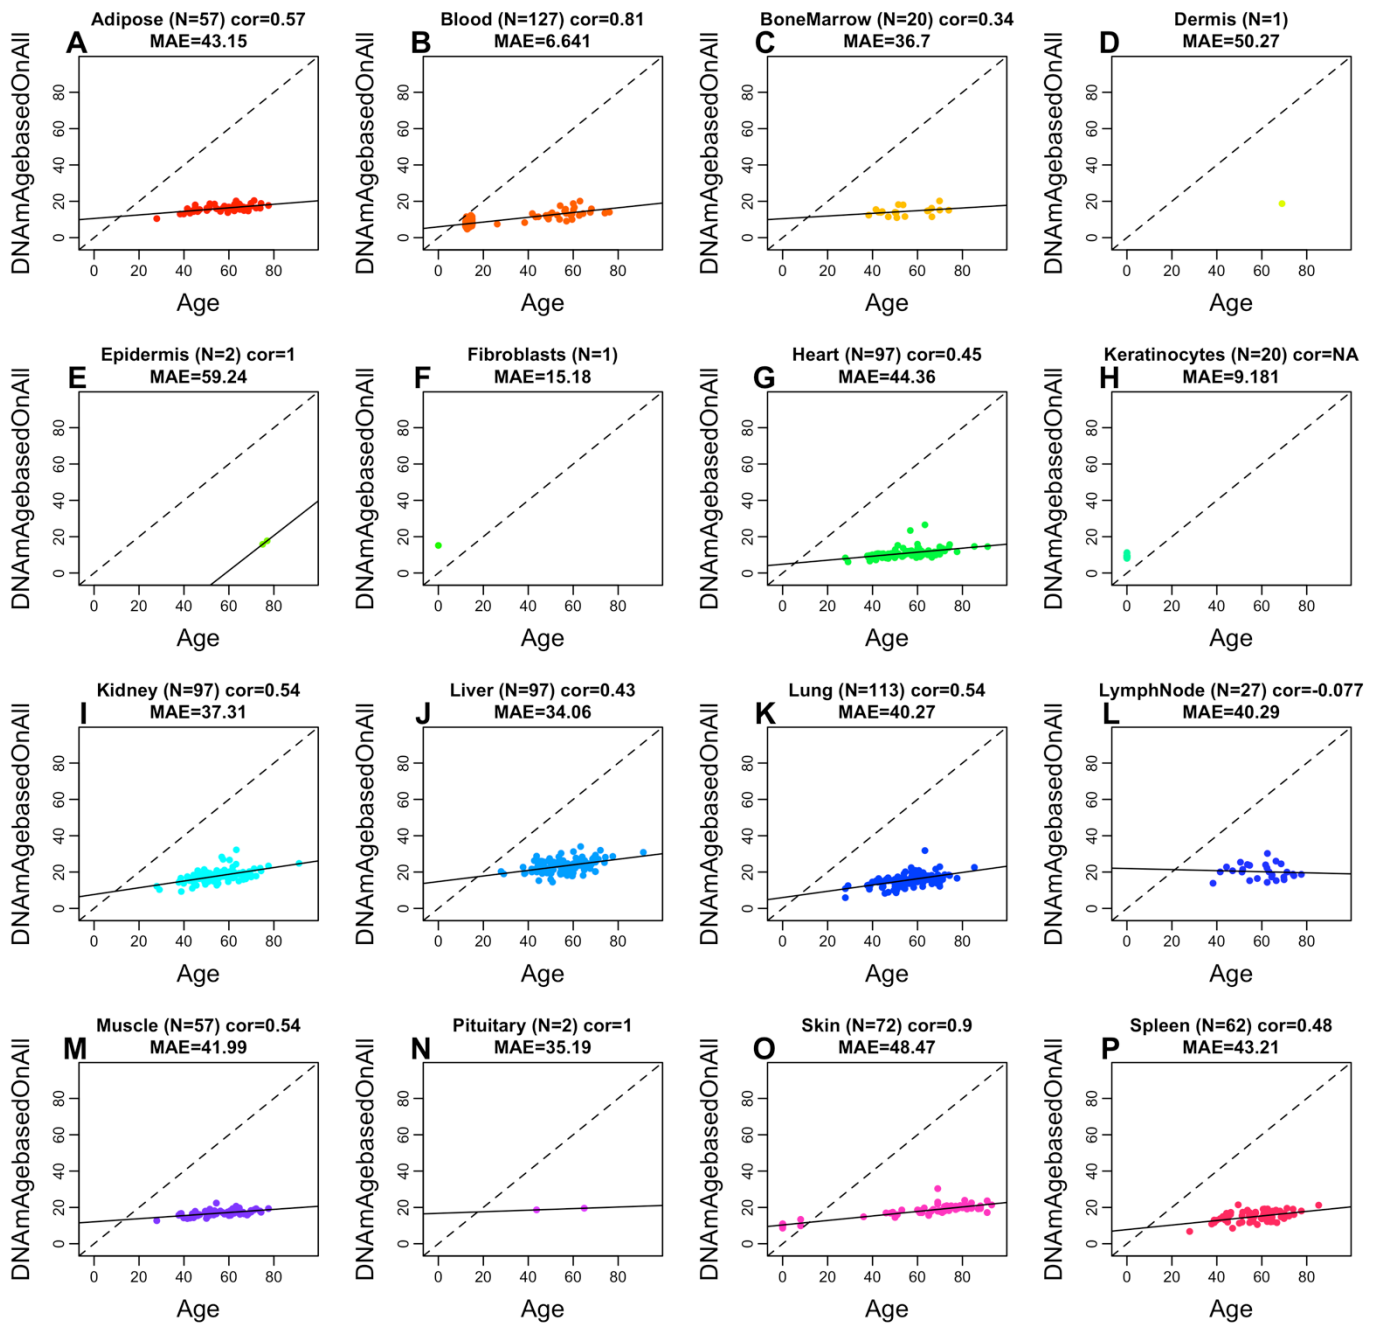 A Adipose (N=57) cor=0.57
MAE=43.15
DNAmAgebasedOnAll
0 20 40 60 80
0 20 40 60 80
Age
B Blood (N=127) cor=0.81
MAE=6.641
DNAmAgebasedOnAll
0 20 40 60 80
0 20 40 60 80
Age
C BoneMarrow (N=20) cor=0.34
MAE=36.7
DNAmAgebasedOnAll
0 20 40 60 80
0 20 40 60 80
Age
D Dermis (N=1)
MAE=50.27
DNAmAgebasedOnAll
0 20 40 60 80
0 20 40 60 80
Age
E Epidermis (N=2) cor=1
MAE=59.24
DNAmAgebasedOnAll
0 20 40 60 80
0 20 40 60 80
Age
F Fibroblasts (N=1)
MAE=15.18
DNAmAgebasedOnAll
0 20 40 60 80
0 20 40 60 80
Age
G Heart (N=97) cor=0.45
MAE=44.36
DNAmAgebasedOnAll
0 20 40 60 80
0 20 40 60 80
Age
H Keratinocytes (N=20) cor=NA
MAE=9.181
DNAmAgebasedOnAll
0 20 40 60 80
0 20 40 60 80
Age
I Kidney (N=97) cor=0.54
MAE=37.31
DNAmAgebasedOnAll
0 20 40 60 80
0 20 40 60 80
Age
J Liver (N=97) cor=0.43
MAE=34.06
DNAmAgebasedOnAll
0 20 40 60 80
0 20 40 60 80
Age
K Lung (N=113) cor=0.54
MAE=40.27
DNAmAgebasedOnAll
0 20 40 60 80
0 20 40 60 80
Age
L LymphNode (N=27) cor=-0.077
MAE=40.29
DNAmAgebasedOnAll
0 20 40 60 80
0 20 40 60 80
Age
M Muscle (N=57) cor=0.54
MAE=41.99
DNAmAgebasedOnAll
0 20 40 60 80
0 20 40 60 80
Age
N Pituitary (N=2) cor=1
MAE=35.19
DNAmAgebasedOnAll
0 20 40 60 80
0 20 40 60 80
Age
O Skin (N=72) cor=0.9
MAE=48.47
DNAmAgebasedOnAll
0 20 40 60 80
0 20 40 60 80
Age
P Spleen (N=62) cor=0.48
MAE=43.21
DNAmAgebasedOnAll
0 20 40 60 80
0 20 40 60 80
Age